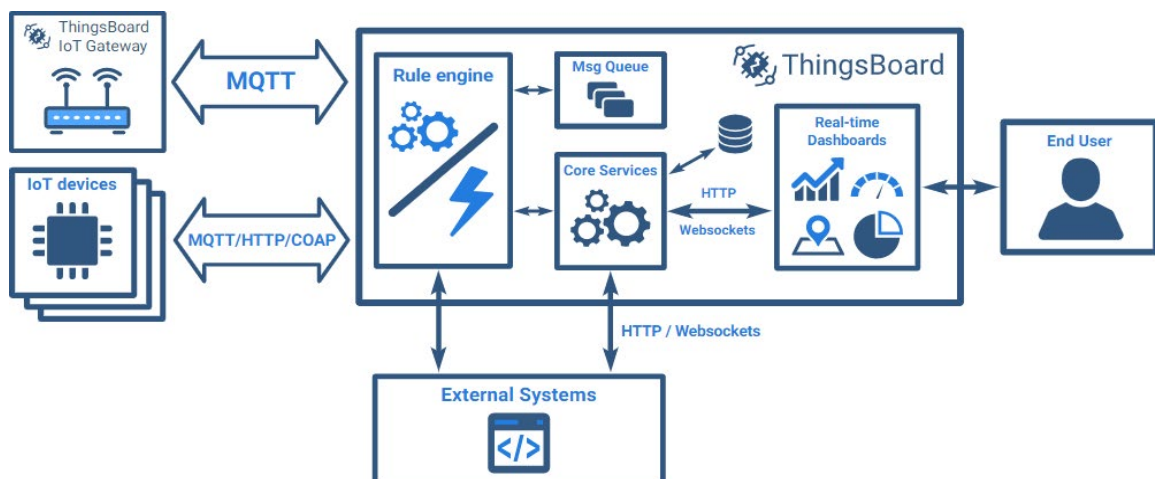 ThingsBoard
IoT Gateway
MQTT
IoT devices
MQTT/HTTP/COAP
ThingsBoard
Rule engine
Msg Queue
Core Services
HTTP
Websockets
Real-time
Dashboards
End User
HTTP / Websockets
External Systems
</>